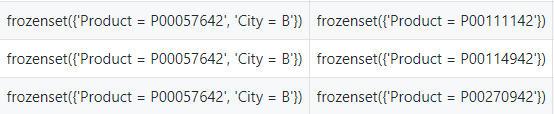 frozenset({'Product = P00057642', 'City = B'}) frozenset({'Product = P00111142'})
frozenset({'Product = P00057642', 'City = B'}) frozenset({'Product = P00114942'})
frozenset({'Product = P00057642', 'City = B'}) frozenset({'Product = P00270942'})